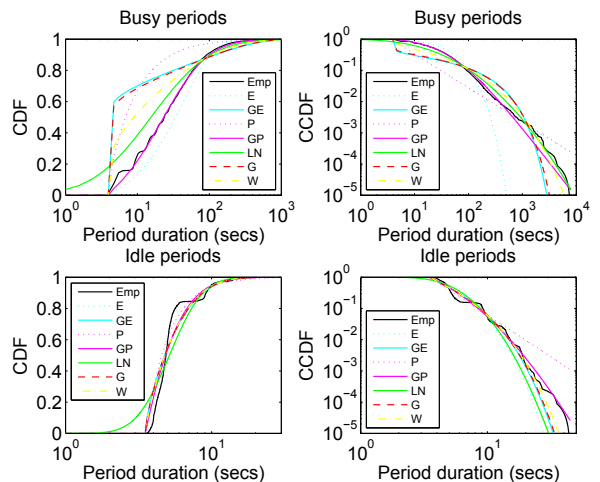 Busy periods
CDF
1
0.8
0.6
0.4
0.2
0
10^0
10^1
10^2
10^3
Period duration (secs)
Emp
E
GE
P
GP
LN
G
W
Busy periods
CCDF
10^0
10^-1
10^-2
10^-3
10^-4
10^-5
10^0
10^1
10^2
10^3
10^4
Period duration (secs)
Emp
E
GE
P
GP
LN
G
W
Idle periods
CDF
1
0.8
0.6
0.4
0.2
0
10^0
10^1
Period duration (secs)
Emp
E
GE
P
GP
LN
G
W
Idle periods
CCDF
10^0
10^-1
10^-2
10^-3
10^-4
10^-5
10^0
10^1
Period duration (secs)
Emp
E
GE
P
GP
LN
G
W